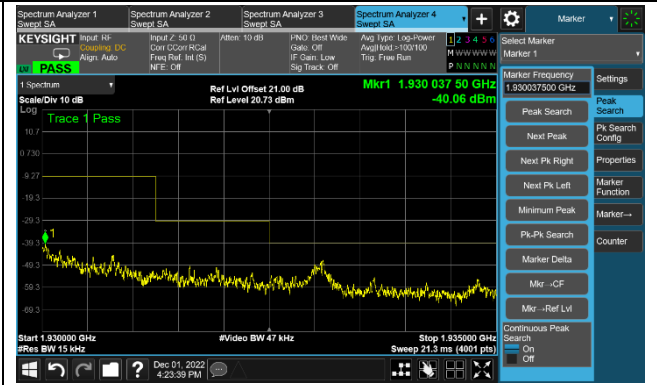 Spectrum Analyzer 1
Swept SA
Spectrum Analyzer 2
Swept SA
Spectrum Analyzer 3
Swept SA
Spectrum Analyzer 4
Swept SA
Marker
KEYSIGHT
Input: RF
Coupling: DC
Align: Auto
Input Z: 50 Ω
Corr CCorr RCal
Freq Ref: Int (S)
NFE: Off
Atten: 10 dB
PNO: Best Wide
Gate: Off
IF Gain: Low
Sig Track: Off
Avg Type: Log-Power
Avg|Hold:>100/100
Trig: Free Run
1 2 3 4 5 6
M W W W W W
P N N N N N
LXI
PASS
Select Marker
Marker 1
1 Spectrum
Scale/Div 10 dB
Log
Ref Lvl Offset 21.00 dB
Ref Level 20.73 dBm
Mkr1 1.930 037 50 GHz
-40.06 dBm
Trace 1 Pass
10.7
0.730
-9.27
-19.3
-29.3
-39.3
-49.3
-59.3
-69.3
1
Start 1.930000 GHz
#Res BW 15 kHz
#Video BW 47 kHz
Stop 1.935000 GHz
Sweep 21.3 ms (4001 pts)
Marker Frequency
1.930037500 GHz
Peak Search
Next Peak
Next Pk Right
Next Pk Left
Minimum Peak
Pk-Pk Search
Marker Delta
Mkr→CF
Mkr→Ref Lvl
Continuous Peak
Search
On
Off
Settings
Peak
Search
Pk Search
Config
Properties
Marker
Function
Marker→
Counter
Dec 01, 2022
4:23:39 PM